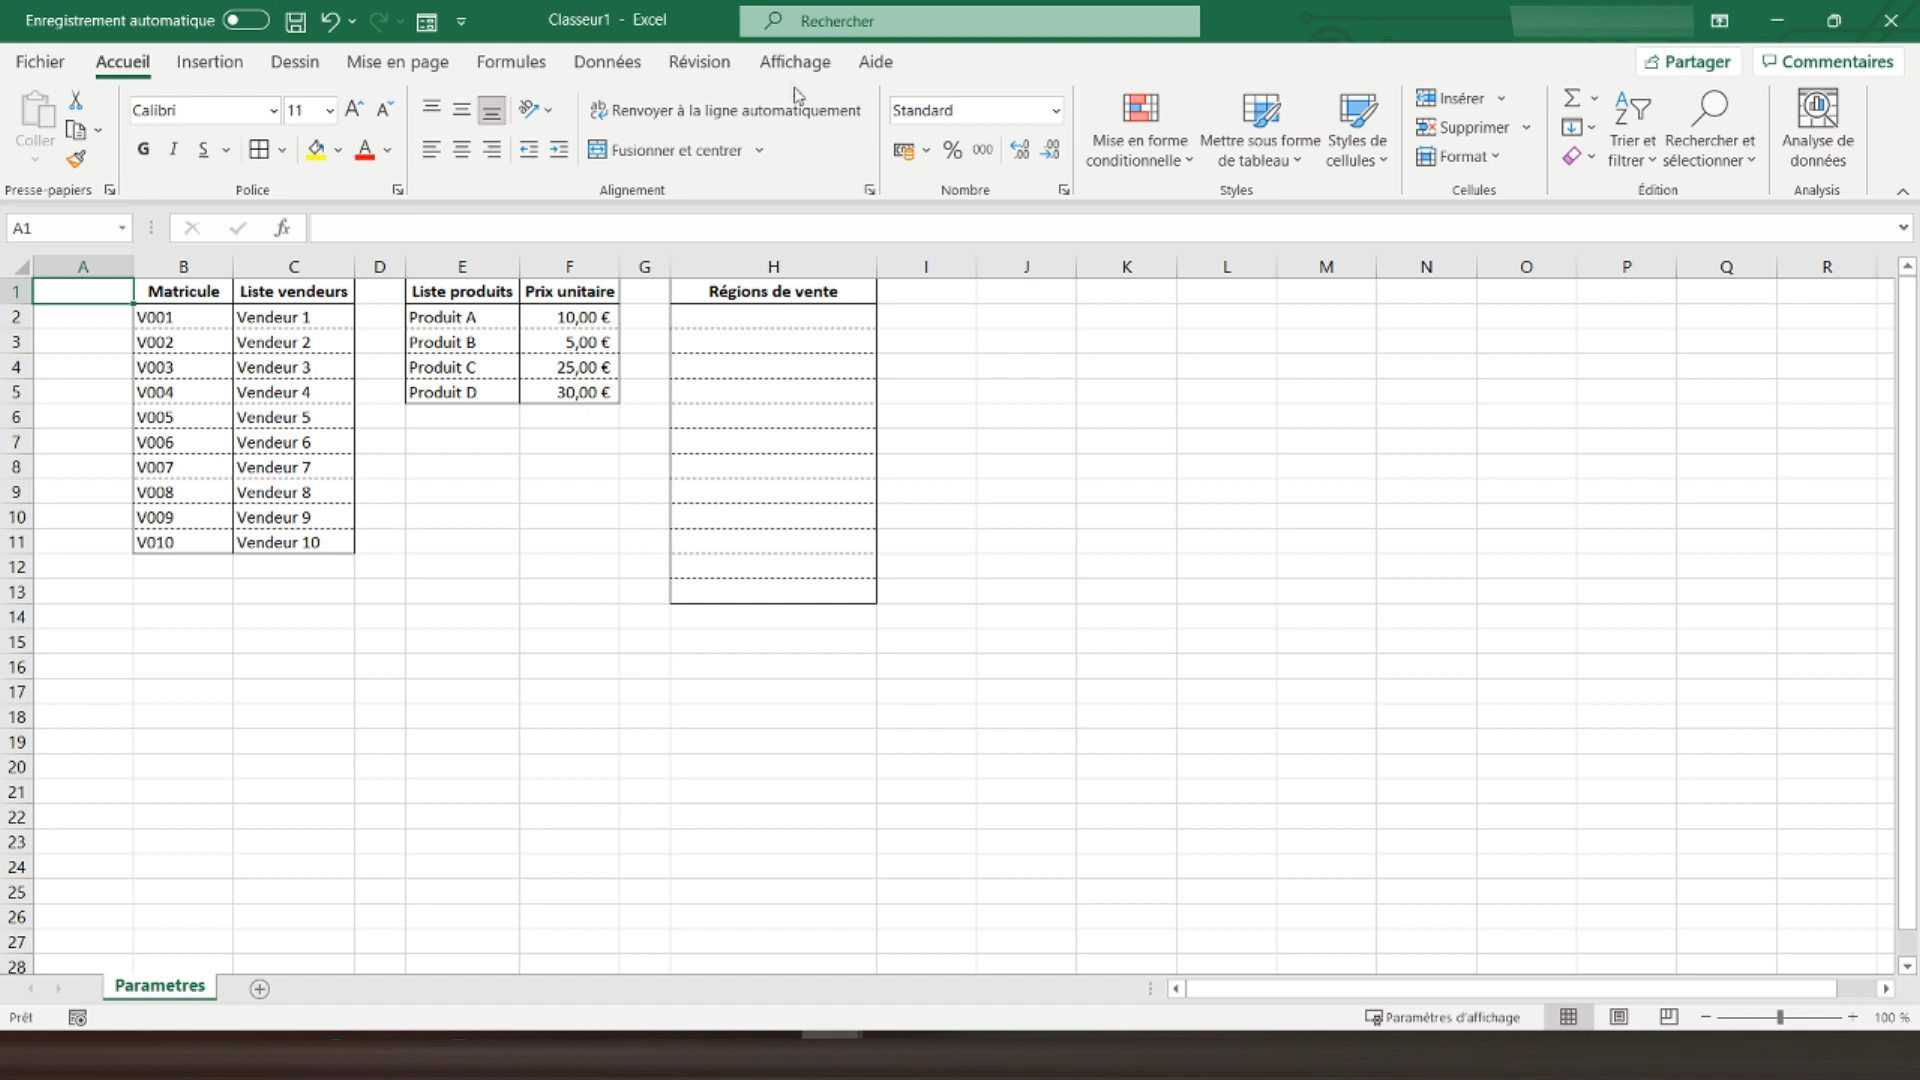 Enregistrement automatique
Classeur1 - Excel
Rechercher
Fichier Accueil Insertion Dessin Mise en page Formules Données Révision Affichage Aide
Partager Commentaires
Coller
Calibri 11
Renvoyer à la ligne automatiquement
Standard
G I S
Fusionner et centrer
% 000
Mise en forme conditionnelle
Mettre sous forme de tableau
Styles de cellules
Insérer
Supprimer
Format
Trier et filtrer
Rechercher et sélectionner
Analyse de données
Presse-papiers Police Alignement Nombre Styles Cellules Édition Analysis
A1 fx
A B C D E F G H I J K L M N O P Q R
1 Matricule Liste vendeurs Liste produits Prix unitaire Régions de vente
2 V001 Vendeur 1 Produit A 10,00 €
3 V002 Vendeur 2 Produit B 5,00 €
4 V003 Vendeur 3 Produit C 25,00 €
5 V004 Vendeur 4 Produit D 30,00 €
6 V005 Vendeur 5
7 V006 Vendeur 6
8 V007 Vendeur 7
9 V008 Vendeur 8
10 V009 Vendeur 9
11 V010 Vendeur 10
12
13
14
15
16
17
18
19
20
21
22
23
24
25
26
27
28
Parametres
Prêt
Paramètres d'affichage
100 %